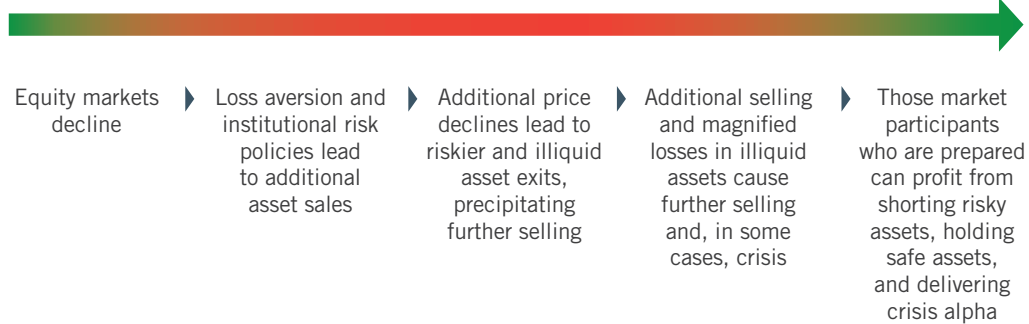 Equity markets
decline
Loss aversion and
institutional risk
policies lead
to additional
asset sales
Additional price
declines lead to
riskier and illiquid
asset exits,
precipitating
further selling
Additional selling
and magnified
losses in illiquid
assets cause
further selling
and, in some
cases, crisis
Those market
participants
who are prepared
can profit from
shorting risky
assets, holding
safe assets,
and delivering
crisis alpha